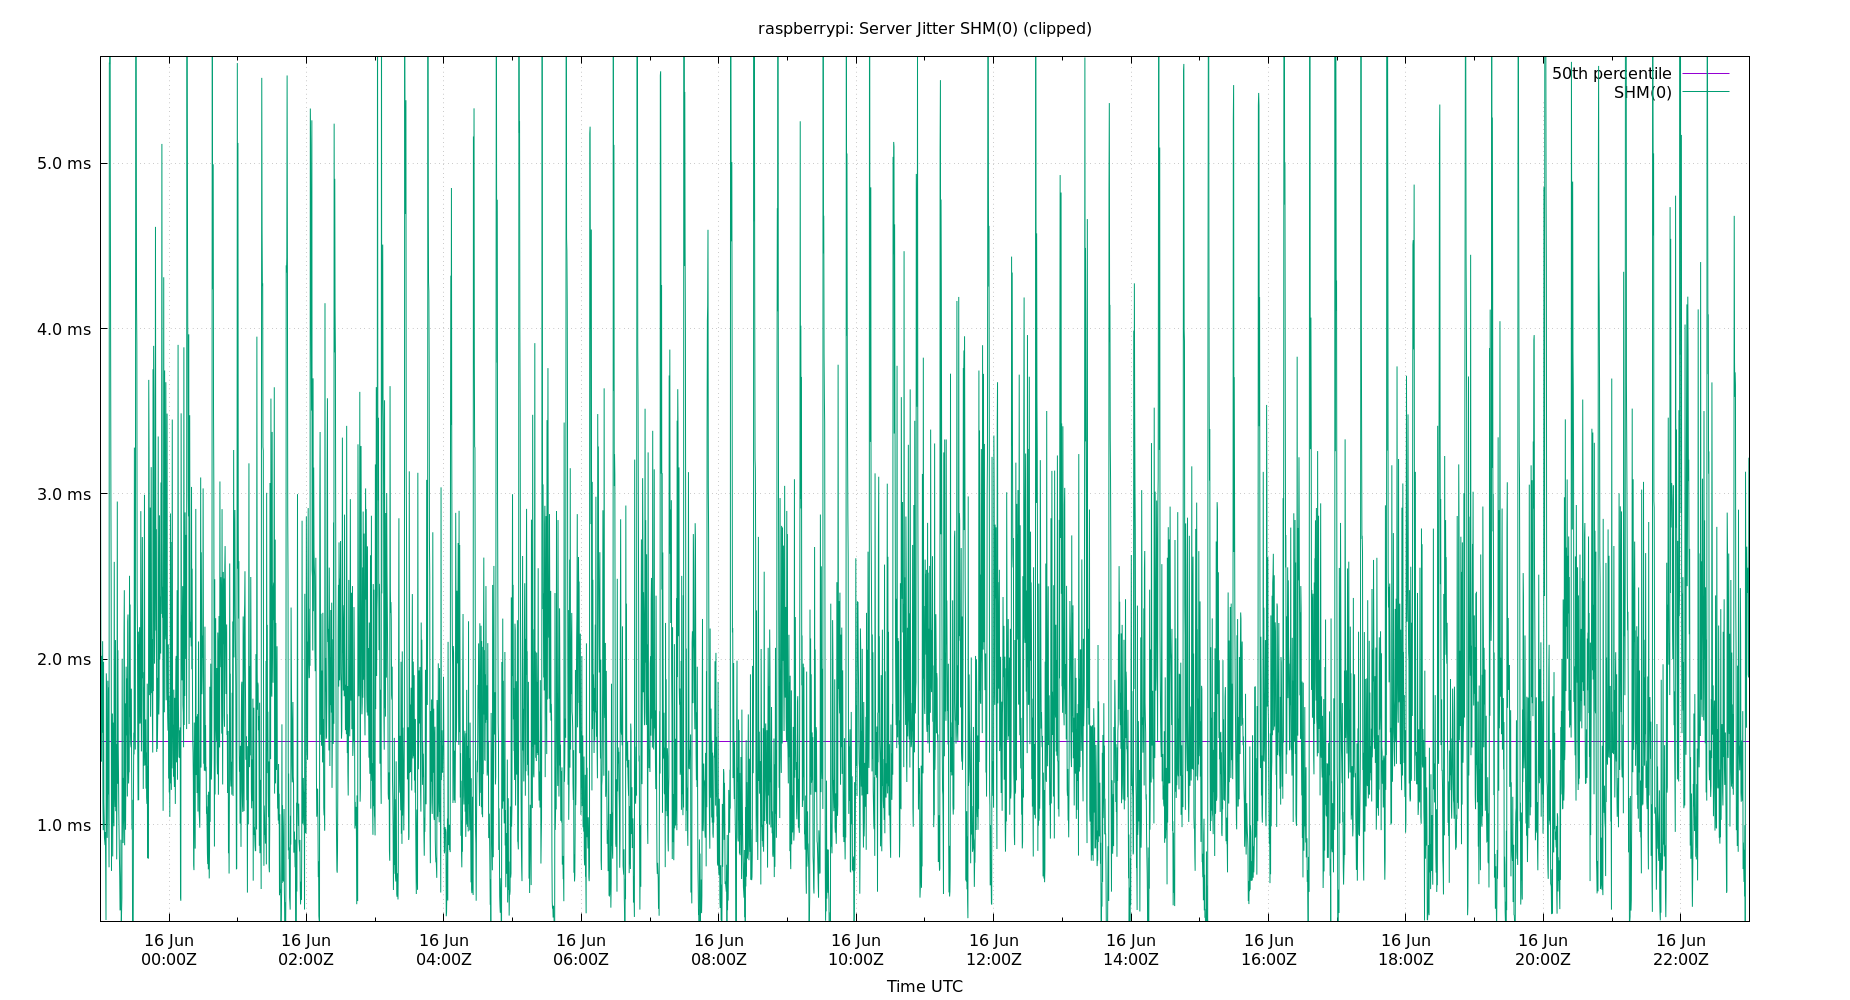 raspberrypi: Server Jitter SHM(0) (clipped)
50th percentile
SHM(0)
5.0 ms
4.0 ms
3.0 ms
2.0 ms
1.0 ms
16 Jun 16 Jun 16 Jun 16 Jun 16 Jun 16 Jun 16 Jun 16 Jun 16 Jun 16 Jun 16 Jun 16 Jun
00:00Z 02:00Z 04:00Z 06:00Z 08:00Z 10:00Z 12:00Z 14:00Z 16:00Z 18:00Z 20:00Z 22:00Z
Time UTC